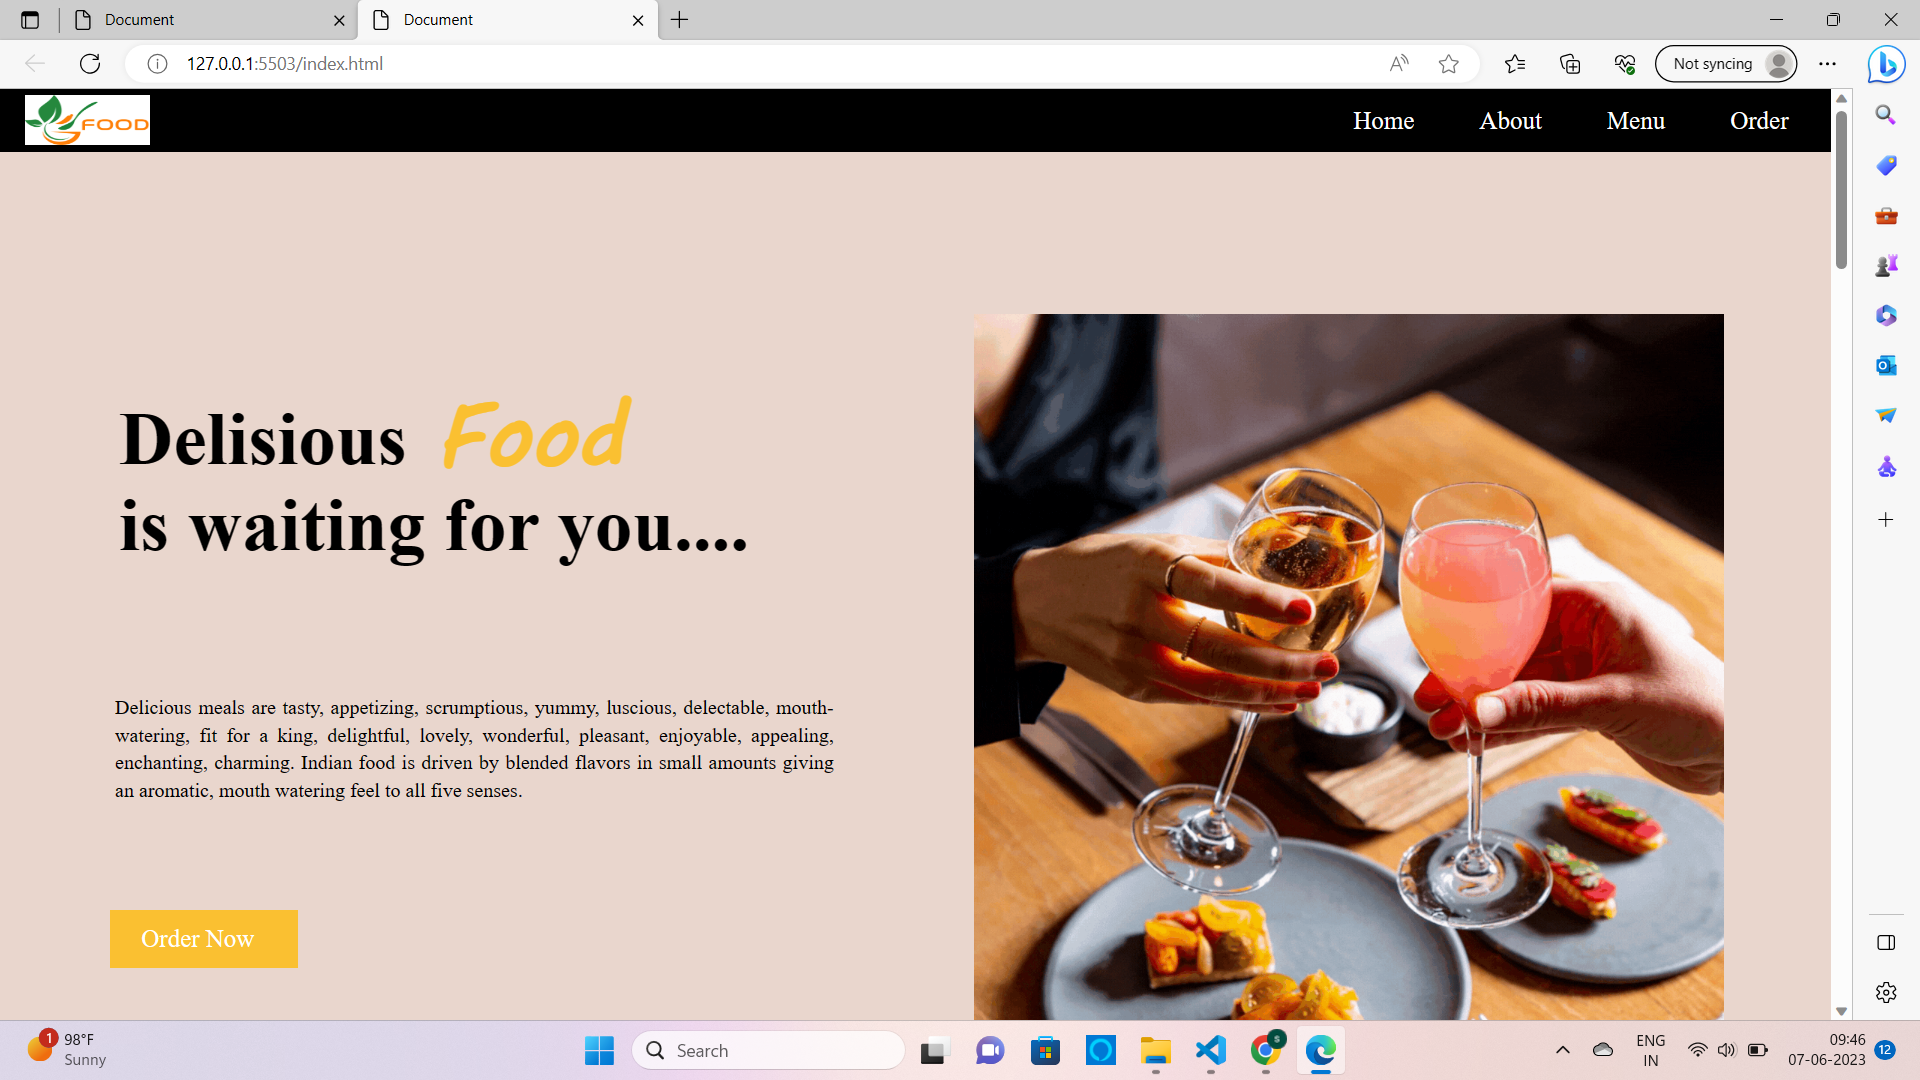 Document
Document
127.0.0.1:5503/index.html
Not syncing
FOOD
Home About Menu Order
Delisious Food
is waiting for you....
Delicious meals are tasty, appetizing, scrumptious, yummy, luscious, delectable, mouth-
watering, fit for a king, delightful, lovely, wonderful, pleasant, enjoyable, appealing,
enchanting, charming. Indian food is driven by blended flavors in small amounts giving
an aromatic, mouth watering feel to all five senses.
Order Now
1
98°F
Sunny
Search
ENG
IN
09:46
07-06-2023
12